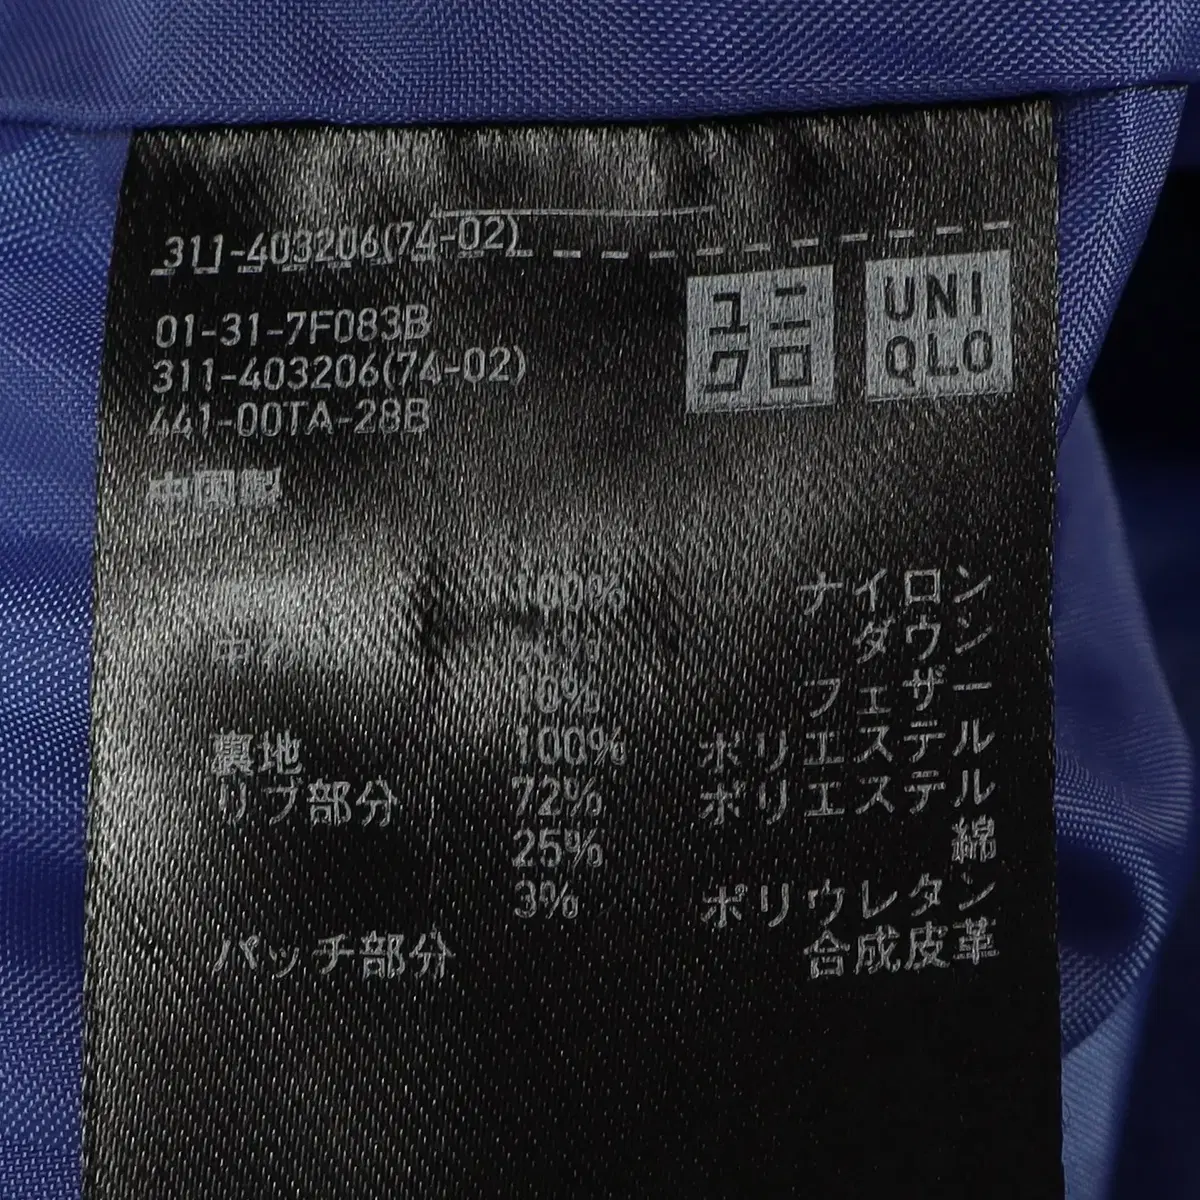 311-403206(74-02)
ユニ
クロ
UNI
QLO
01-31-7F083B
311-403206(74-02)
441-00TA-28B
中国製
100% ナイロン
ダウン
10% フェザー
裏地 100% ポリエステル
リブ部分 72% ポリエステル
25% 綿
3% ポリウレタン
パッチ部分 合成皮革